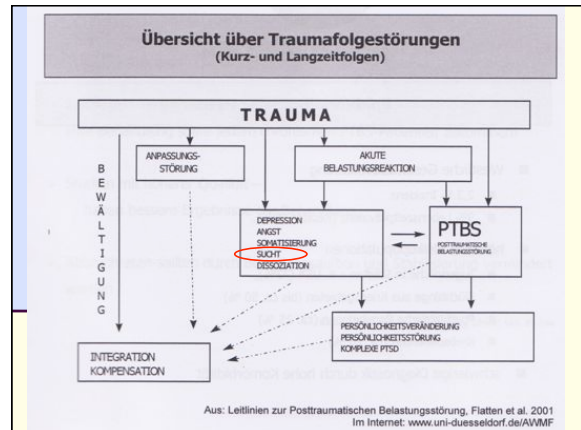 Übersicht über Traumafolgestörungen
(Kurz- und Langzeitfolgen)
TRAUMA
ANPASSUNGS-
STÖRUNG
AKUTE
BELASTUNGSREAKTION
BEWÄLTIGUNG
DEPRESSION
ANGST
SOMATISIERUNG
SUCHT
DISSOZIATION
PTBS
POSTTRAUMATISCHE
BELASTUNGSSTÖRUNG
PERSÖNLICHKEITSVERÄNDERUNG
PERSÖNLICHKEITSSTÖRUNG
KOMPLEXE PTSD
INTEGRATION
KOMPENSATION
Aus: Leitlinien zur Posttraumatischen Belastungsstörung, Flatten et al. 2001
Im Internet: www.uni-duesseldorf.de/AWMF